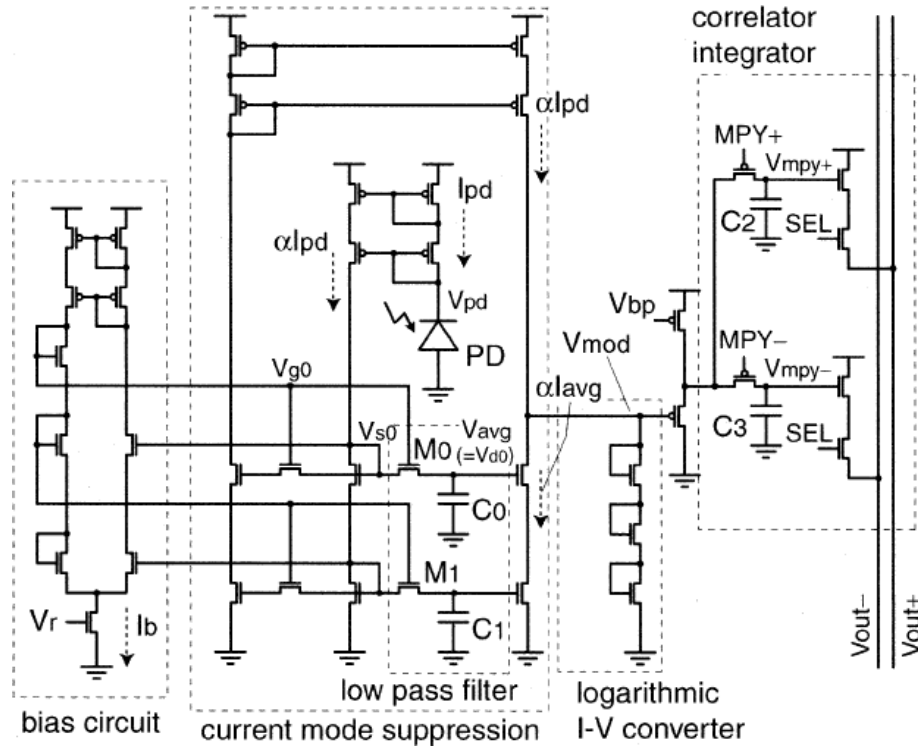 correlator
integrator
αIpd
MPY+
Vmpy+
Ipd
C2
SEL
αIpd
Vpd
Vbp
PD
MPY−
Vmod
Vmpy−
Vg0
αIavg
Vs0
Vavg
M0
(=Vd0)
C3
SEL
C0
M1
Vr
Ib
C1
Vout−
Vout+
low pass filter
logarithmic
I-V converter
bias circuit
current mode suppression